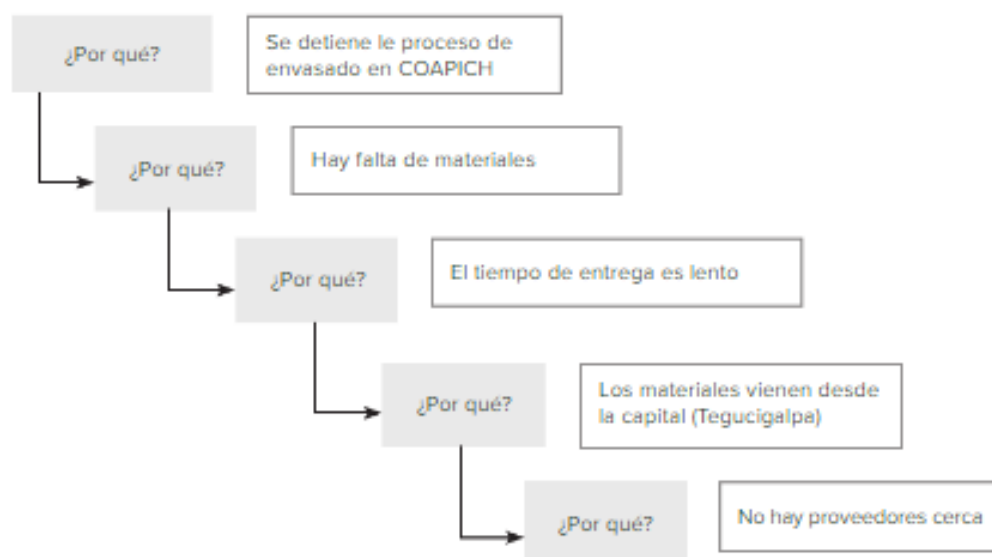 ¿Por qué?
Se detiene le proceso de
envasado en COAPICH
¿Por qué?
Hay falta de materiales
¿Por qué?
El tiempo de entrega es lento
¿Por qué?
Los materiales vienen desde
la capital (Tegucigalpa)
¿Por qué?
No hay proveedores cerca